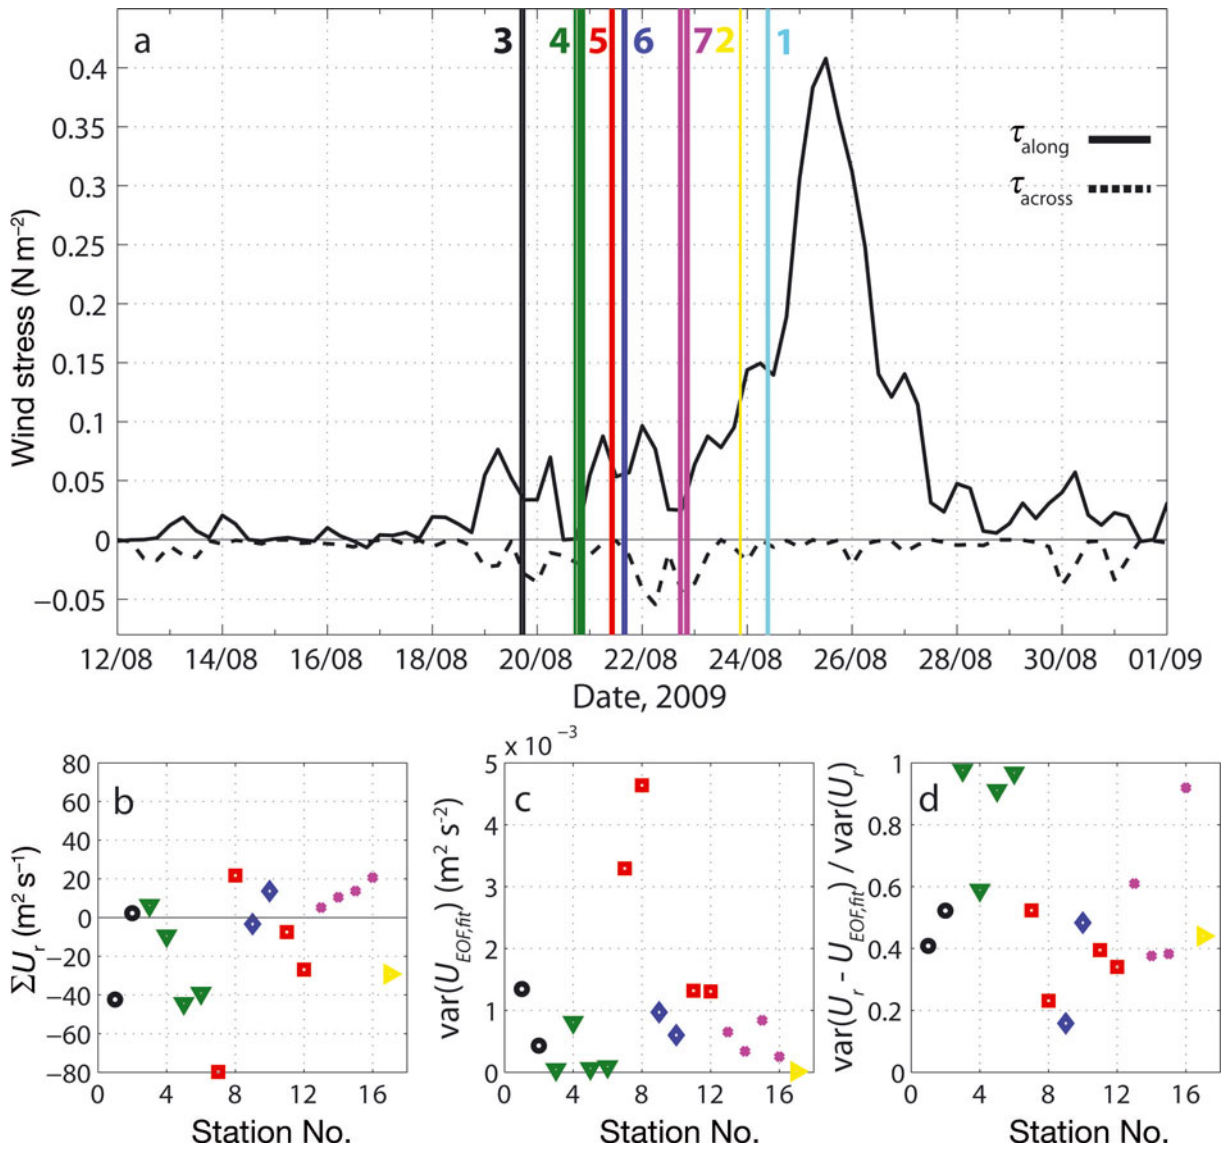 a
3 4 5 6 7 2 1
0.4
0.35
0.3
0.25
0.2
0.15
0.1
0.05
0
−0.05
Wind stress (N m−2)
τalong
τacross
12/08 14/08 16/08 18/08 20/08 22/08 24/08 26/08 28/08 30/08 01/09
Date, 2009
b
80
60
40
20
0
−20
−40
−60
−80
ΣUr (m² s−1)
0 4 8 12 16
Station No.
x 10 −3
c
5
4
3
2
1
0
var(UEOF,fit) (m² s-2)
0 4 8 12 16
Station No.
d
1
0.8
0.6
0.4
0.2
0
var(Ur - UEOF,fit) / var(Ur)
0 4 8 12 16
Station No.